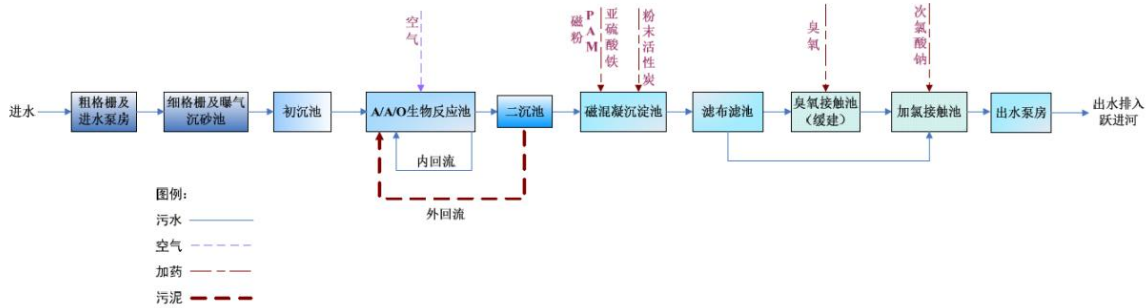 空气
磁粉
PAM
亚硫酸铁
粉末活性炭
臭氧
次氯酸钠
进水
粗格栅及
进水泵房
细格栅及曝气
沉砂池
初沉池
A/A/O生物反应池
二沉池
磁混凝沉淀池
滤布滤池
臭氧接触池
（缓建）
加氯接触池
出水泵房
出水排入
跃进河
内回流
外回流
图例：
污水
空气
加药
污泥